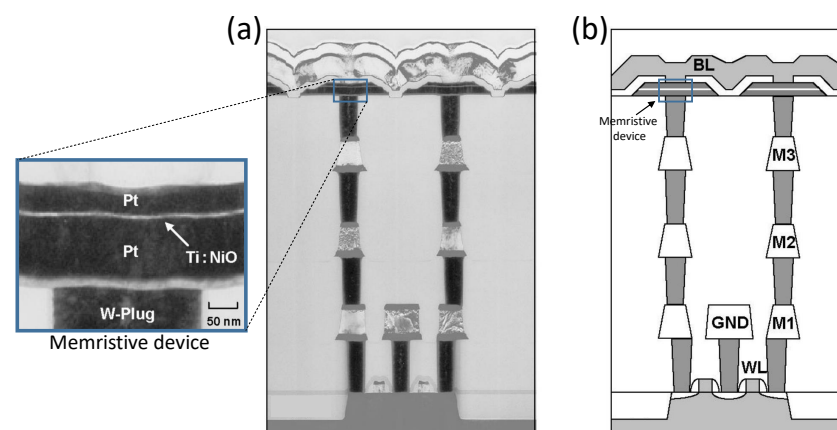 (a)
(b)
BL
Memristive
device
M3
Pt
Pt
Ti : NiO
W-Plug
50 nm
Memristive device
M2
GND
M1
WL